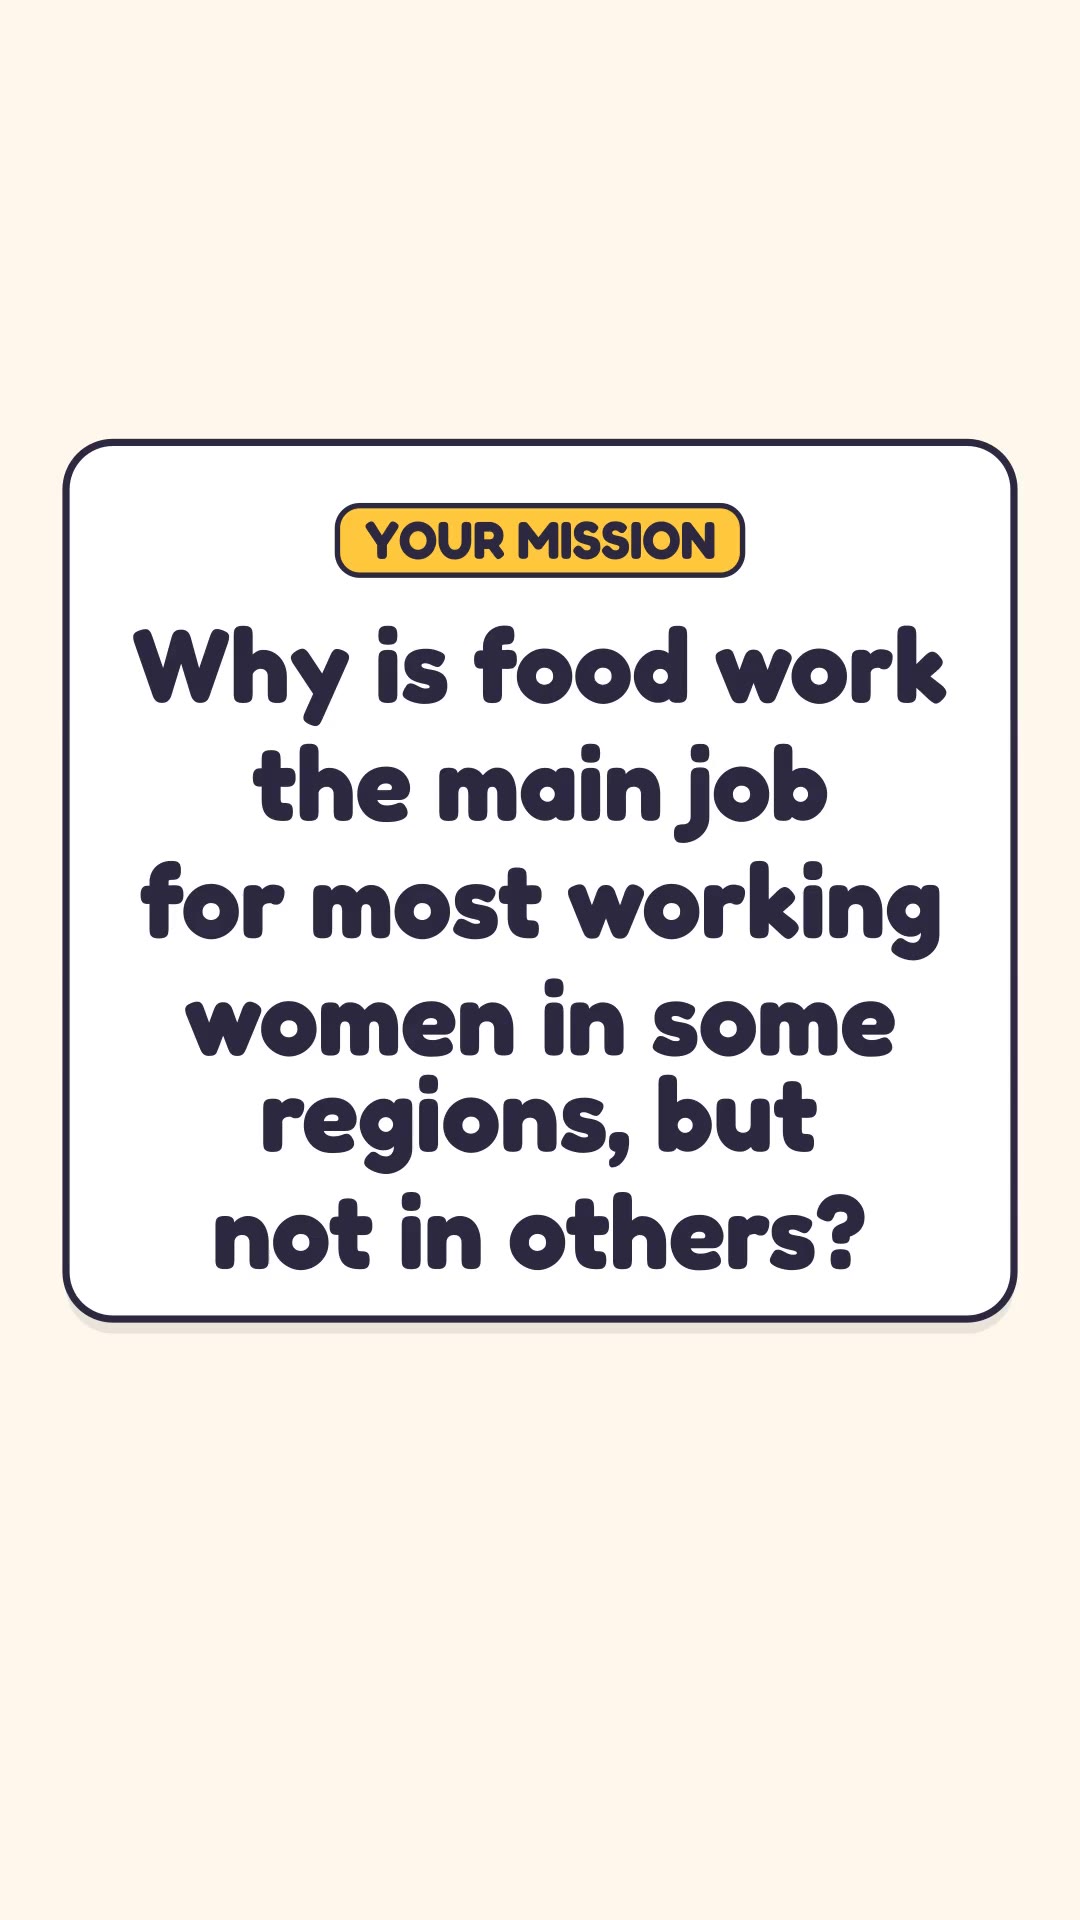 YOUR MISSION
Why is food work
the main job
for most working
women in some
regions, but
not in others?